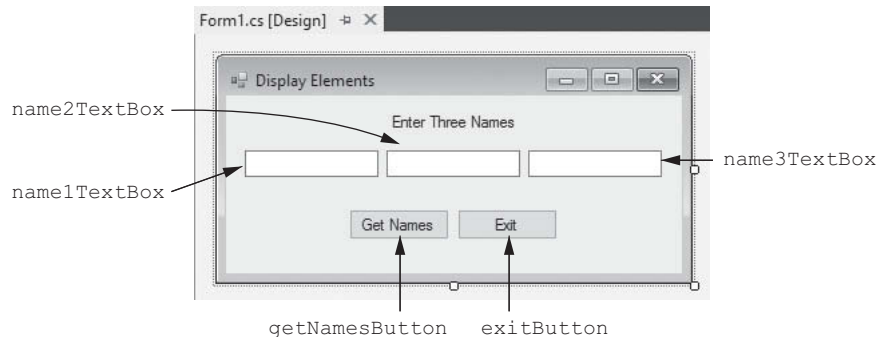 Form1.cs [Design]
Display Elements
name2TextBox
Enter Three Names
name3TextBox
name1TextBox
Get Names
Exit
getNamesButton
exitButton